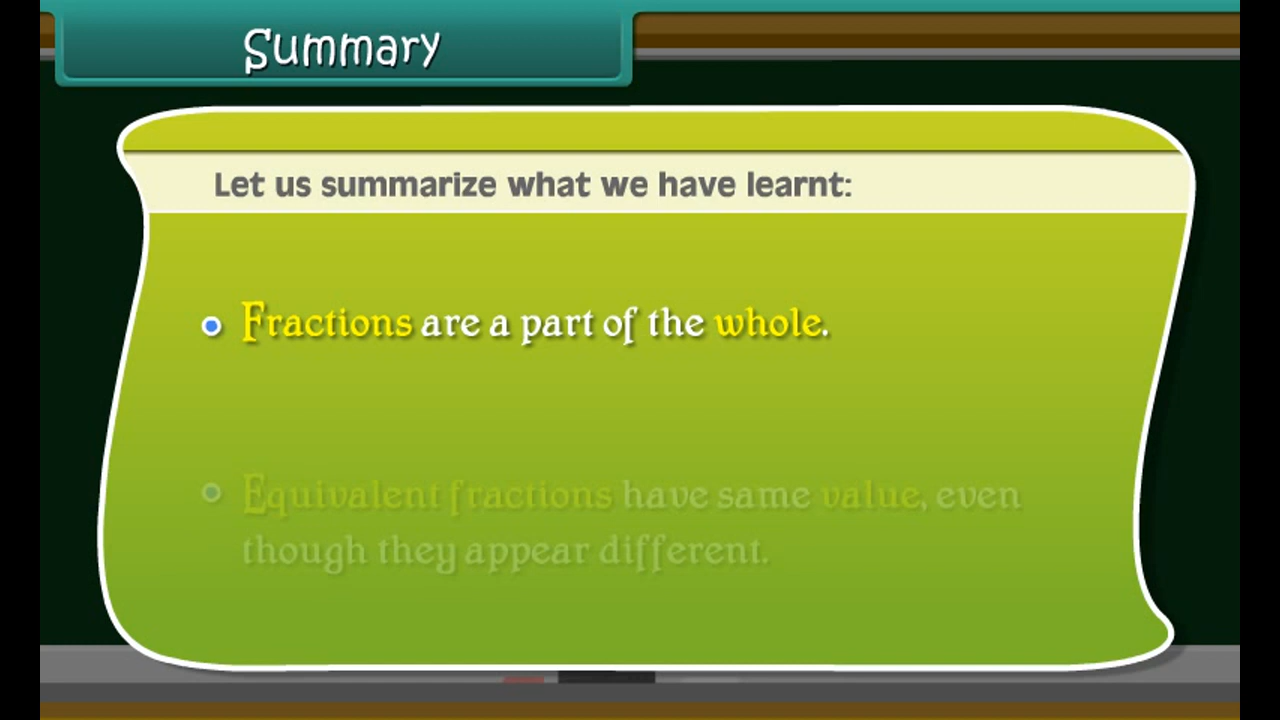 Summary
Let us summarize what we have learnt:
Fractions are a part of the whole.
Equivalent fractions have same value, even
though they appear different.